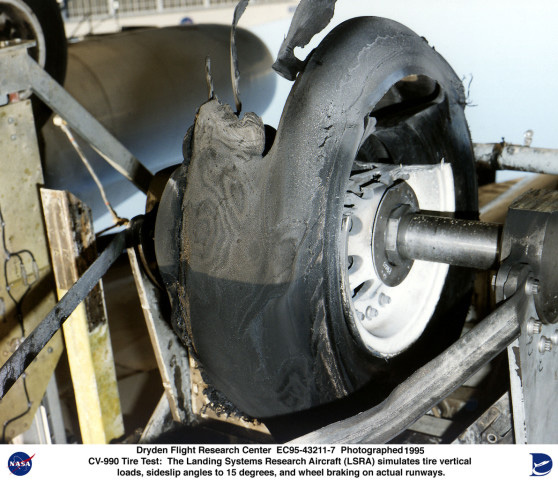 Dryden Flight Research Center EC95-43211-7 Photographed 1995
CV-990 Tire Test: The Landing Systems Research Aircraft (LSRA) simulates tire vertical
loads, sideslip angles to 15 degrees, and wheel braking on actual runways.
NASA